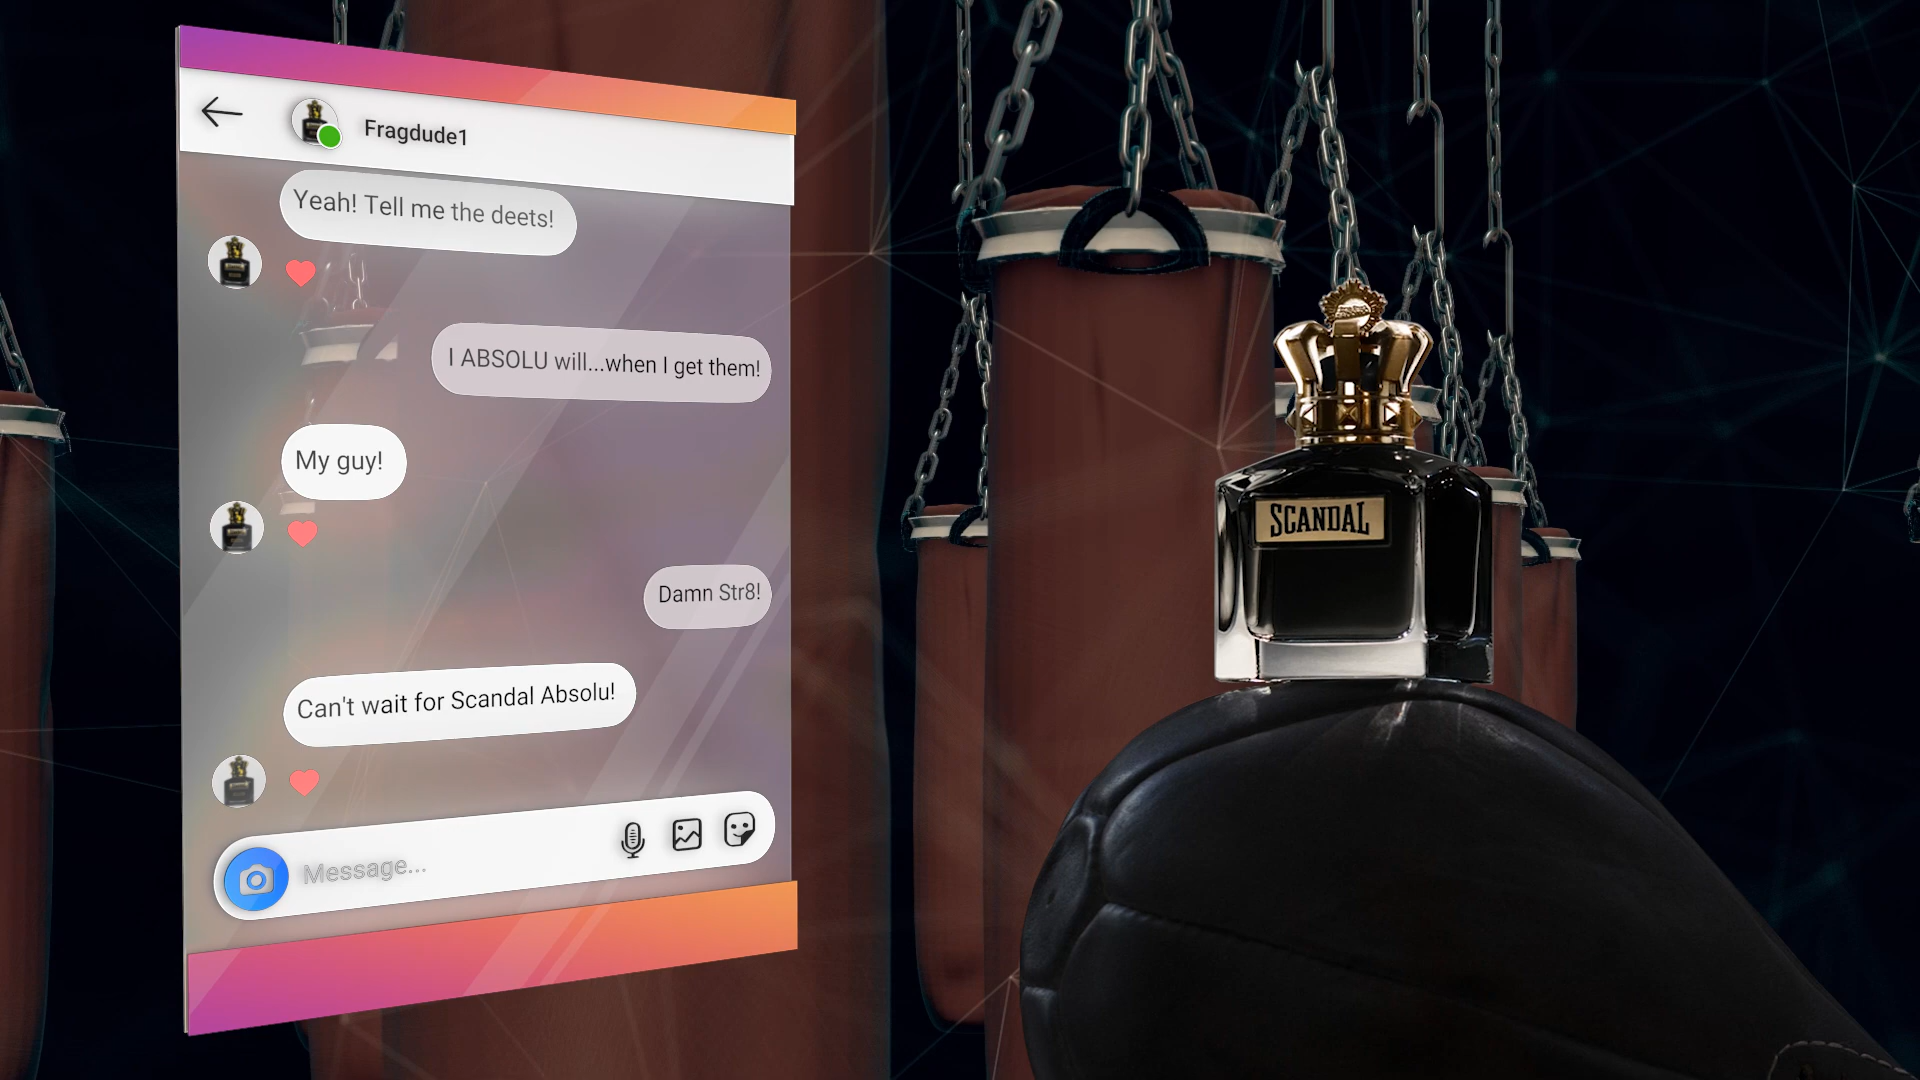 Fragdude1
Yeah! Tell me the deets!
I ABSOLU will...when I get them!
My guy!
Damn Str8!
Can't wait for Scandal Absolu!
Message...
SCANDAL